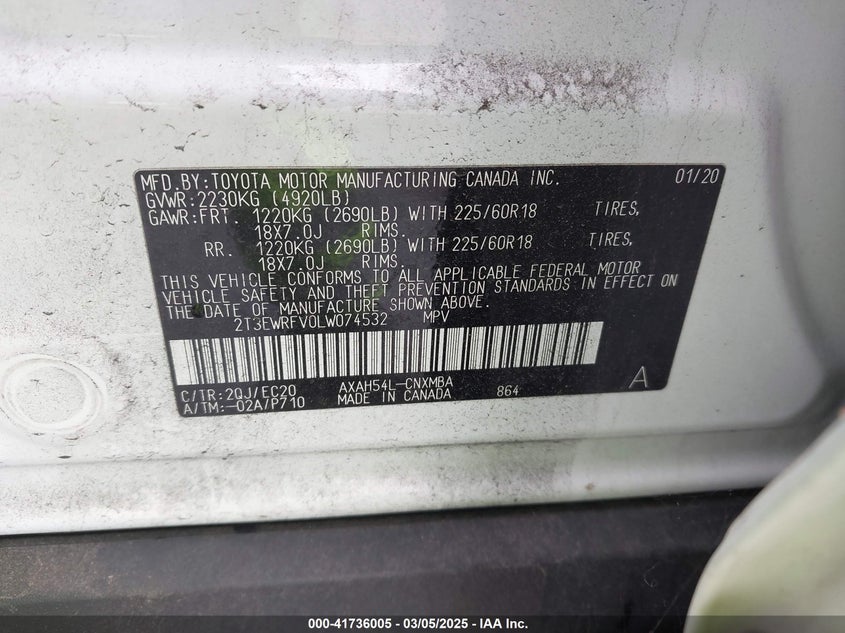 MFD.BY:TOYOTA MOTOR MANUFACTURING CANADA INC. 01/20
GVWR:2230KG (4920LB)
GAWR:FRT. 1220KG (2690LB) WITH 225/60R18 TIRES,
18X7.0J RIMS.
RR. 1220KG (2690LB) WITH 225/60R18 TIRES,
18X7.0J RIMS.
THIS VEHICLE CONFORMS TO ALL APPLICABLE FEDERAL MOTOR
VEHICLE SAFETY AND THEFT PREVENTION STANDARDS IN EFFECT ON
THE DATE OF MANUFACTURE SHOWN ABOVE.
2T3EWRFV0LW074532 MPV
C/TR:2QJ/EC20 AXAH54L-CNXMBA A
A/TM:-02A/P710 MADE IN CANADA 864
000-41736005 — 03/05/2025 — IAA Inc.